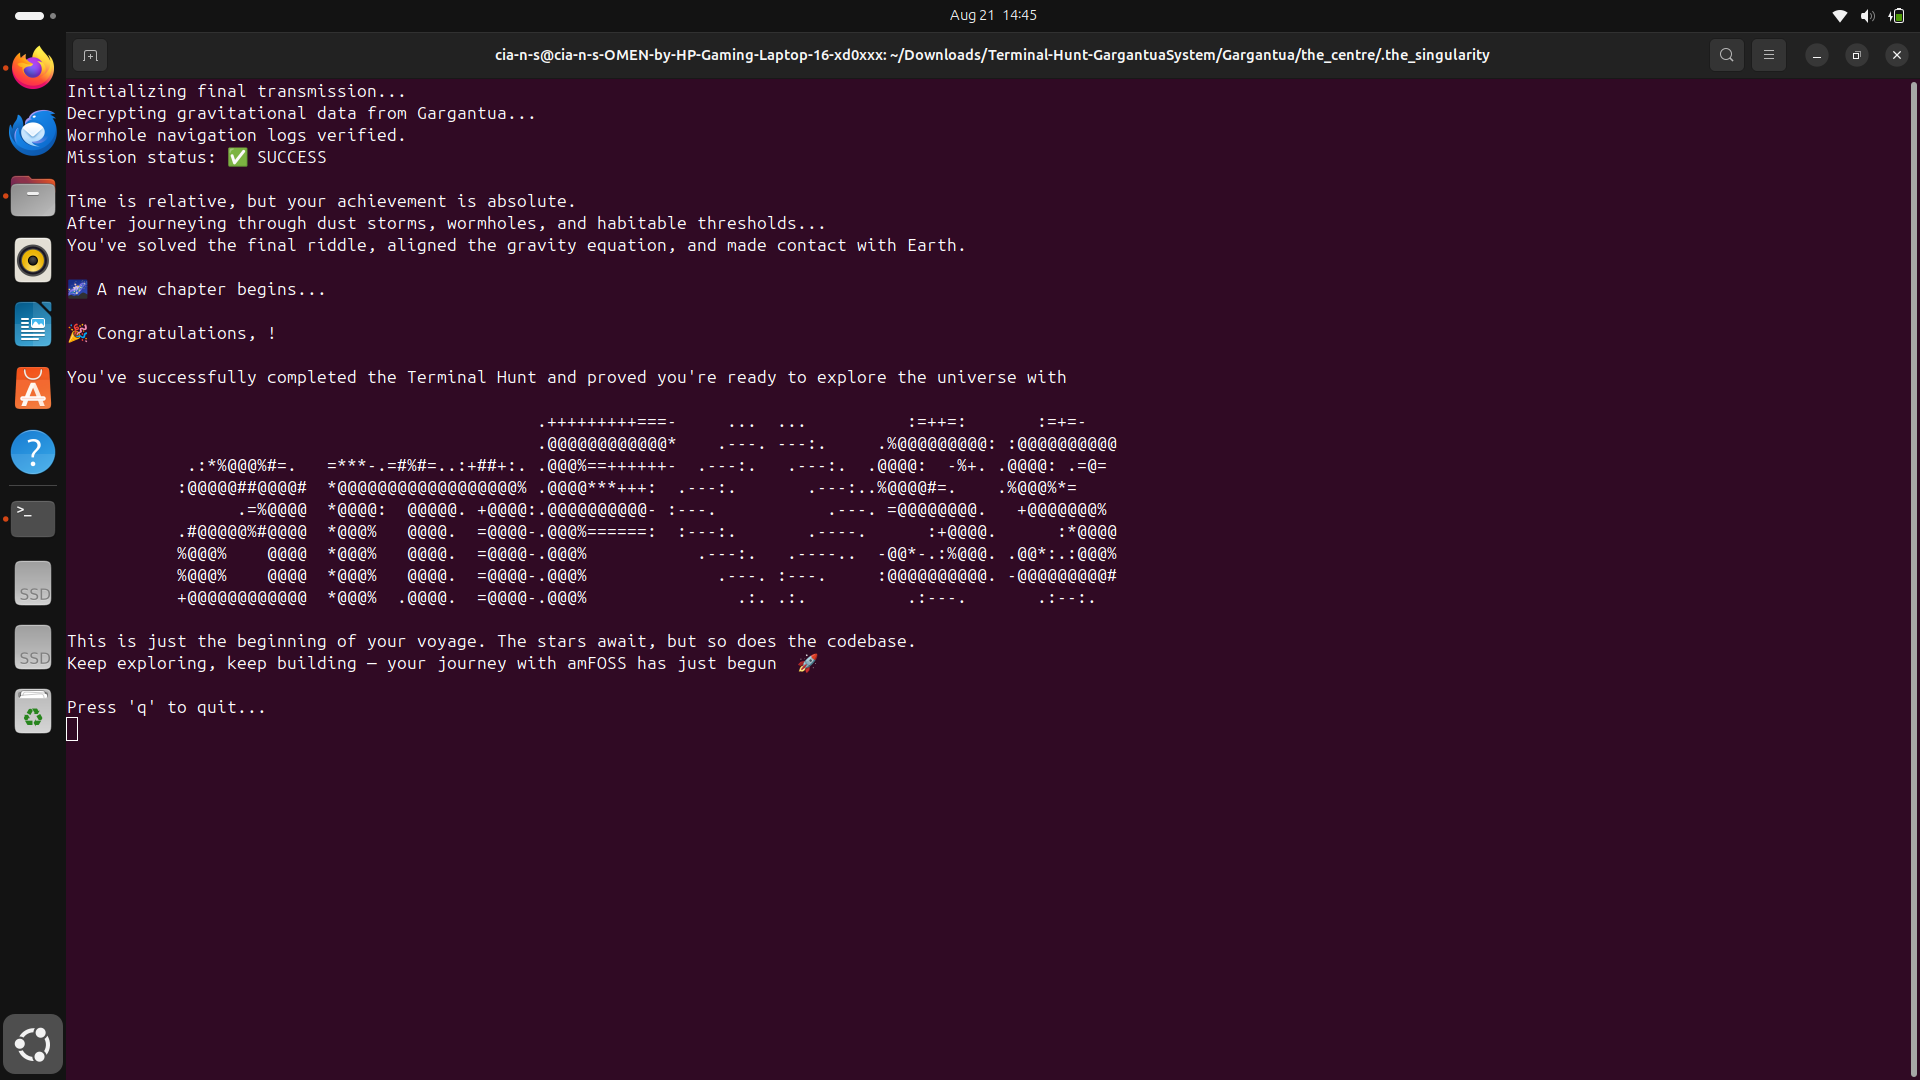 Aug 21 14:45
cia-n-s@cia-n-s-OMEN-by-HP-Gaming-Laptop-16-xd0xxx: ~/Downloads/Terminal-Hunt-GargantuaSystem/Gargantua/the_centre/.the_singularity
Initializing final transmission...
Decrypting gravitational data from Gargantua...
Wormhole navigation logs verified.
Mission status: ✅ SUCCESS
Time is relative, but your achievement is absolute.
After journeying through dust storms, wormholes, and habitable thresholds...
You've solved the final riddle, aligned the gravity equation, and made contact with Earth.
🌌 A new chapter begins...
🎉 Congratulations, !
You've successfully completed the Terminal Hunt and proved you're ready to explore the universe with
                                    .+++++++++===-     ...  ...          :=++=:       :=+=-
                                    .@@@@@@@@@@@@*    .---. ---:.     .%@@@@@@@@@: :@@@@@@@@@@
 .:*%@@@%#=.   =***-.=#%#=..:+##+:. .@@@%==++++++-  .---:.   .---:.  .@@@@:  -%+. .@@@@: .=@=
:@@@@@##@@@@#  *@@@@@@@@@@@@@@@@@@% .@@@@***+++:  .---:.       .---:..%@@@@#=.    .%@@@%*=
      .=%@@@@  *@@@@:  @@@@@. +@@@@:.@@@@@@@@@@- :---.           .---. =@@@@@@@@.   +@@@@@@@%
.#@@@@@%#@@@@  *@@@%   @@@@.  =@@@@-.@@@%======:  :---:.       .----.      :+@@@@.      :*@@@@
%@@@%    @@@@  *@@@%   @@@@.  =@@@@-.@@@%           .---:.   .----..  -@@*-.:%@@@. .@@*:.:@@@%
%@@@%    @@@@  *@@@%   @@@@.  =@@@@-.@@@%             .---. :---.     :@@@@@@@@@@. -@@@@@@@@@#
+@@@@@@@@@@@@  *@@@%  .@@@@.  =@@@@-.@@@%               .:. .:.          .:---.       .:--:.
This is just the beginning of your voyage. The stars await, but so does the codebase.
Keep exploring, keep building — your journey with amFOSS has just begun 🚀
Press 'q' to quit...
>_
SSD
SSD